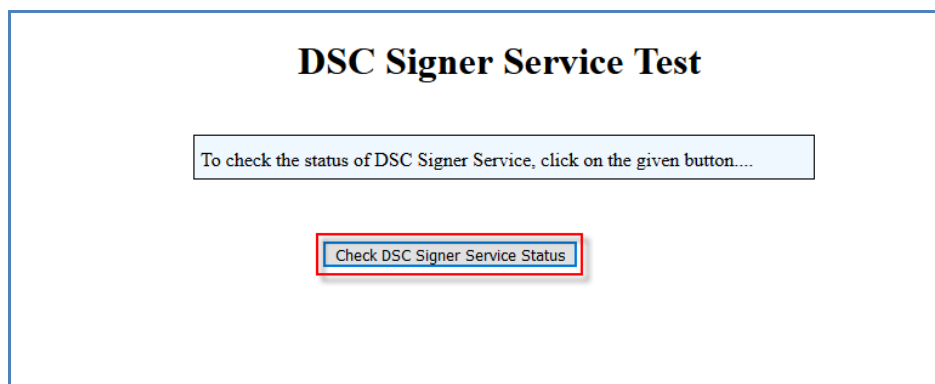 DSC Signer Service Test
To check the status of DSC Signer Service, click on the given button....
Check DSC Signer Service Status